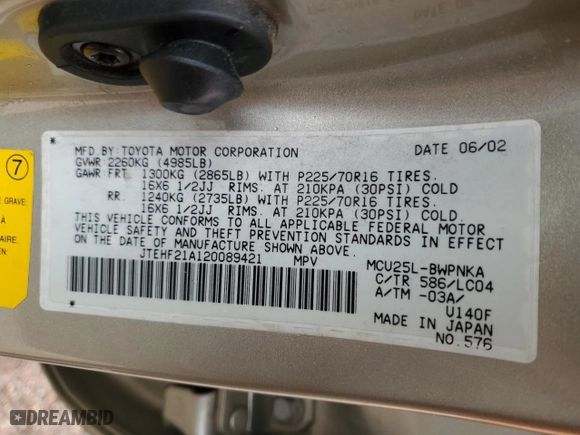 MFD.BY:TOYOTA MOTOR CORPORATION DATE 06/02
GVWR:2260KG (4985LB)
GAWR:FRT. 1300KG (2865LB) WITH P225/70R16 TIRES.
16X6 1/2JJ RIMS. AT 210KPA (30PSI) COLD
RR. 1240KG (2735LB) WITH P225/70R16 TIRES.
16X6 1/2JJ RIMS. AT 210KPA (30PSI) COLD
THIS VEHICLE CONFORMS TO ALL APPLICABLE FEDERAL MOTOR
VEHICLE SAFETY AND THEFT PREVENTION STANDARDS IN EFFECT
ON THE DATE OF MANUFACTURE SHOWN ABOVE.
JTEHF21A120089421 MPV
MCU25L-BWPNKA
C/TR 586/LC04
A/TM -03A/
U140F
MADE IN JAPAN
NO.576
7
E GRAVE
À
AIRE.
DREAMBID